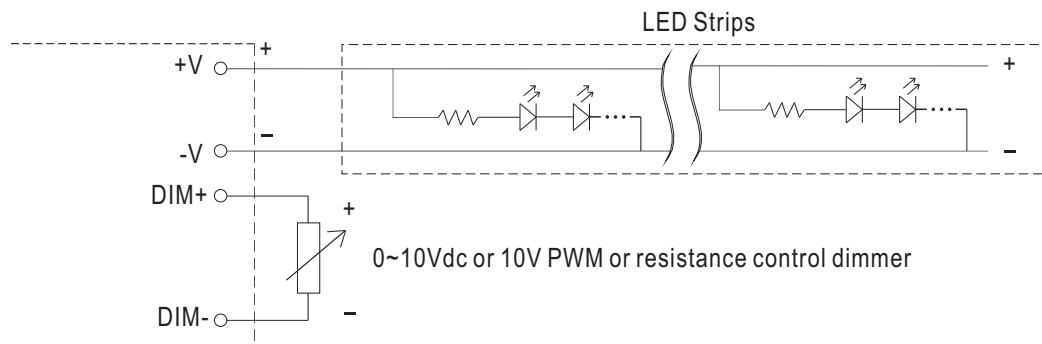 LED Strips
+
+V
+
-
-V
-
DIM+
+
0~10Vdc or 10V PWM or resistance control dimmer
DIM-
-